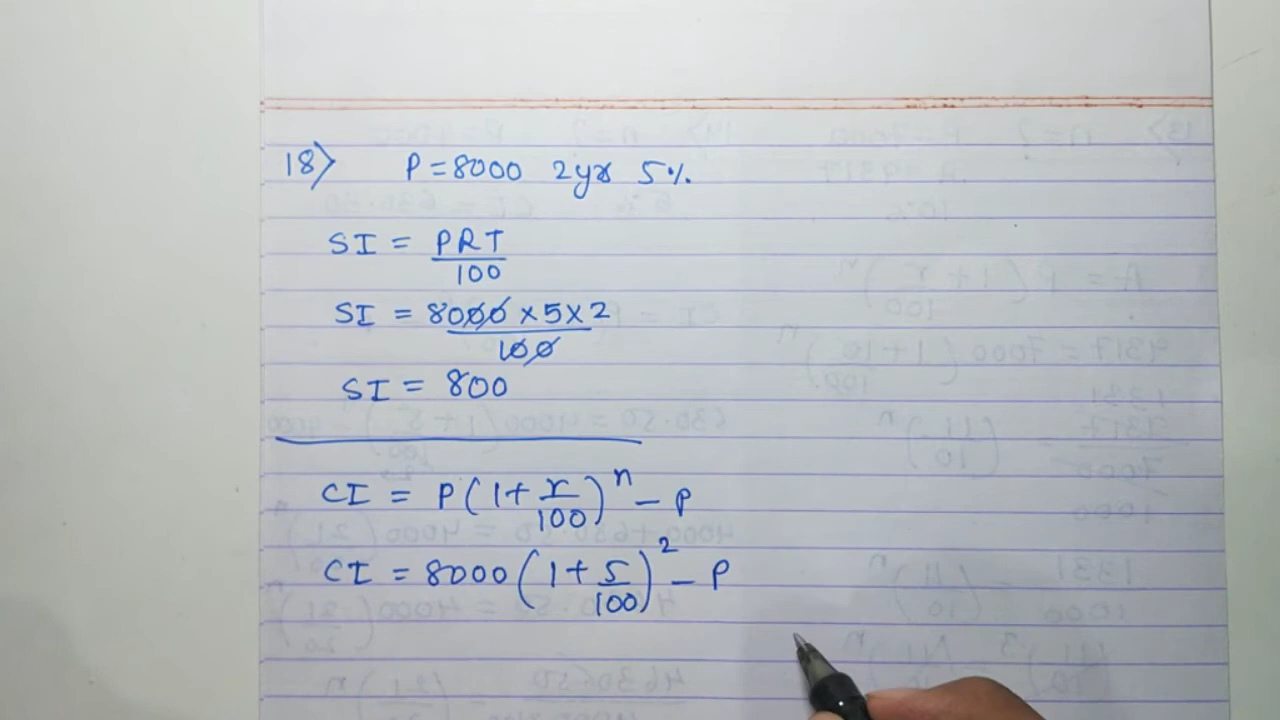 18> P=8000 2yr 5%
SI = PRT/100
SI = 8000 x 5 x 2/100
SI = 800
CI = P(1+r/100)^n - P
CI = 8000(1+5/100)^2 - P